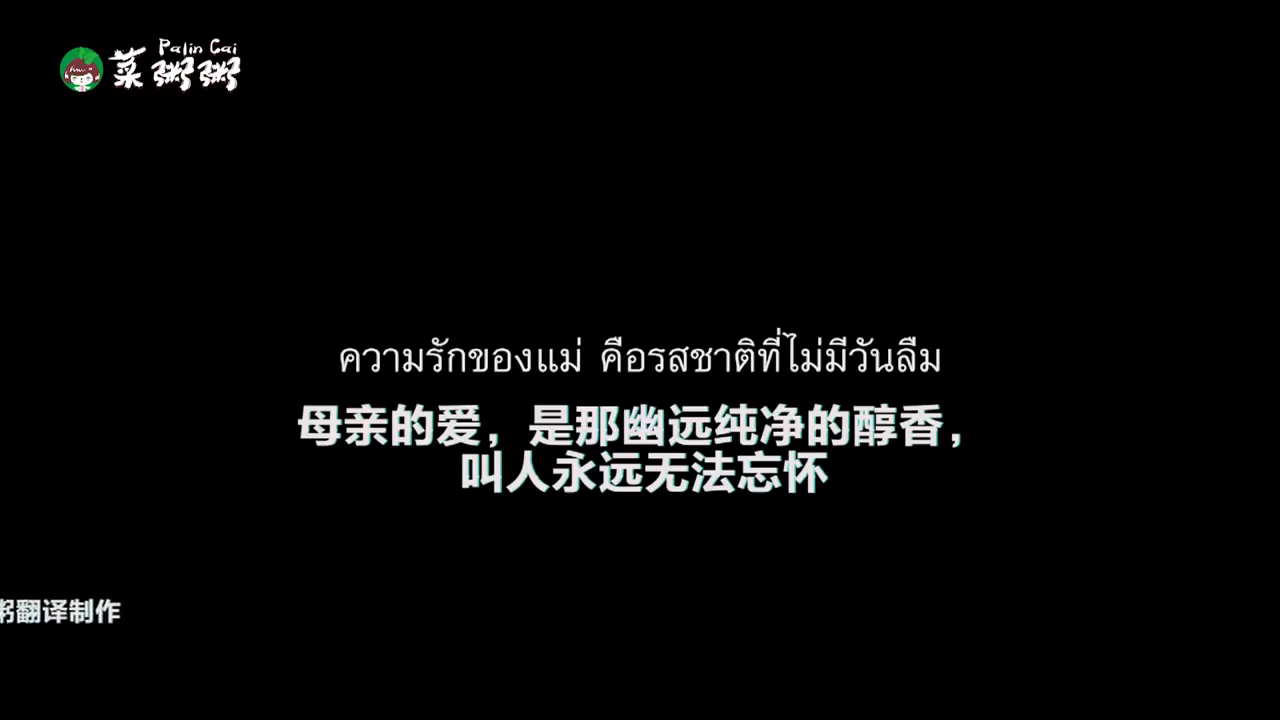 Palin Cai
菜粥粥
ความรักของแม่ คือรสชาติที่ไม่มีวันลืม
母亲的爱，是那幽远纯净的醇香，
叫人永远无法忘怀
粥翻译制作